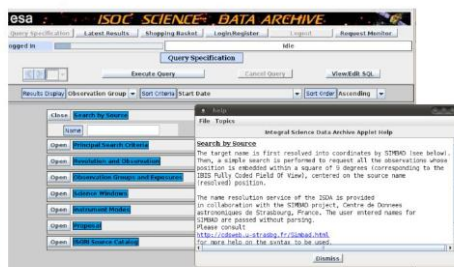 esa ISOC SCIENCE DATA ARCHIVE
Query Specification Latest Results Shopping Basket Login/Register Logout Request Monitor
ogged in Idle
Query Specification
Execute Query Cancel Query View/Edit SQL
Results Display Observation Group Sort Criteria Start Date Sort Order Ascending
Close Search by Source
Name
Open Principal Search Criteria
Open Revolution and Observation
Open Observation Groups and Exposures
Open Science Windows
Open Instrument Modes
Open Proposal
Open ISGRI Source Catalog
help
File Topics
Integral Science Data Archive Applet Help
Search by Source
The target name is first resolved into coordinates by SIMBAD (see below).
Then, a simple search is performed to request all the observations whose
position is embedded within a square of 9 degrees (corresponding to the
IBIS Fully Coded Field Of View), centered on the source name
(resolved) position.
The name resolution service of the ISDA is provided
in collaboration with the SIMBAD project, Centre de Donnees
astronomiques de Strasbourg, France. The user entered names for
SIMBAD are passed without parsing.
Please consult
http://cdsweb.u-strasbg.fr/Simbad.html
for more help on the syntax to be used.
Dismiss